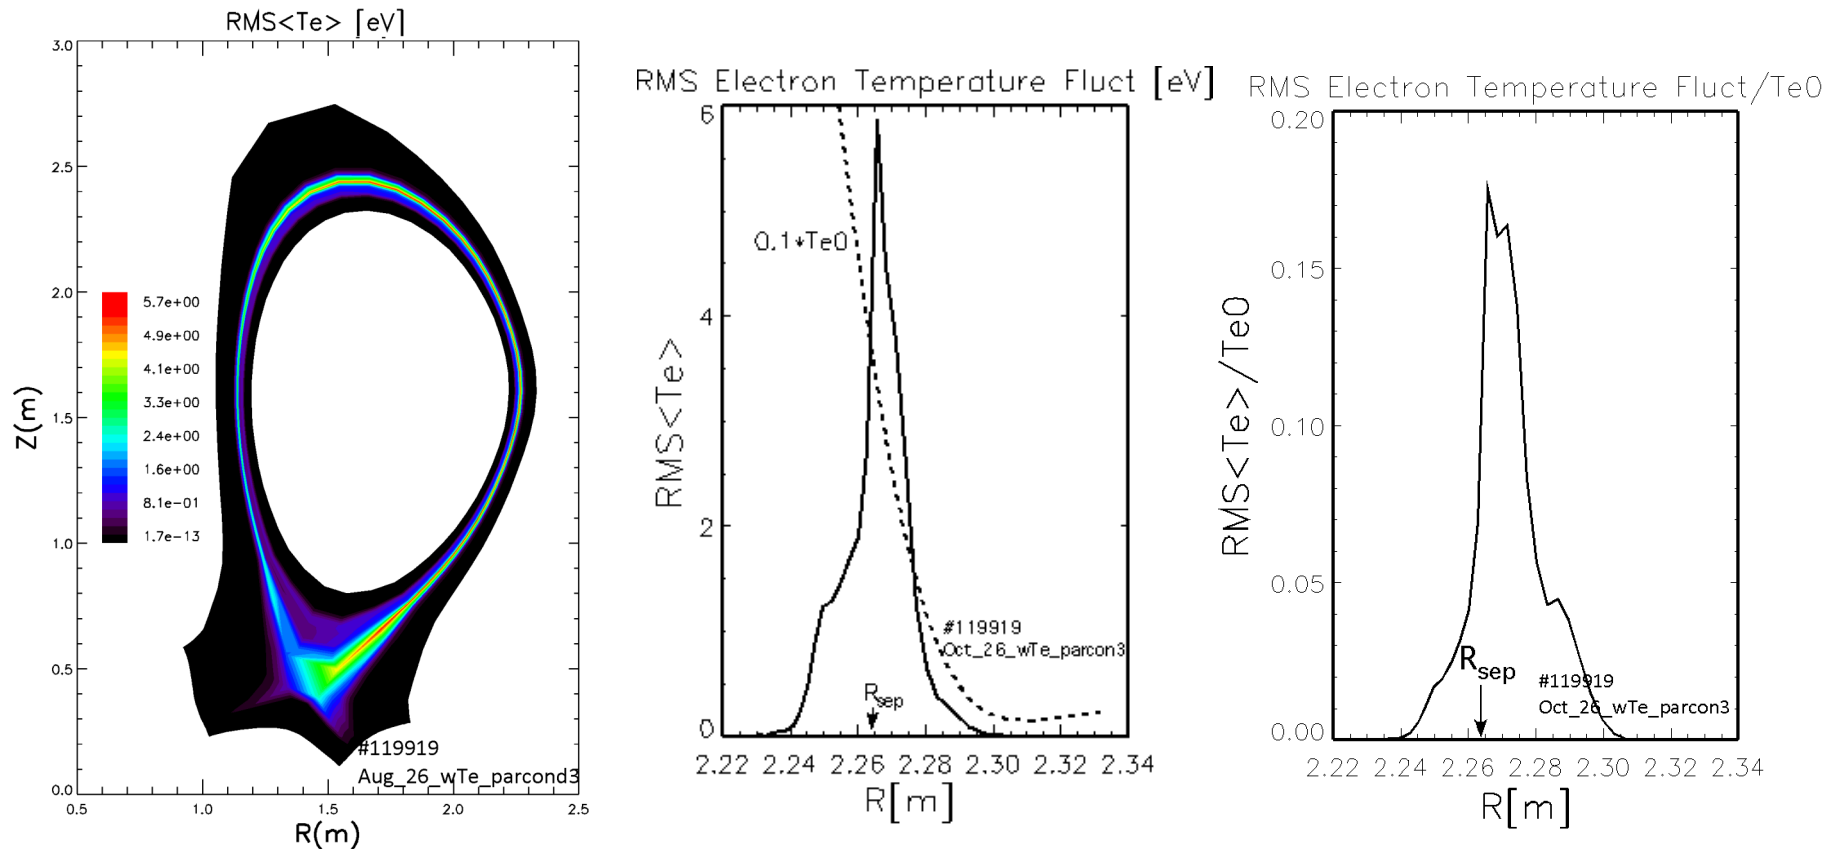 RMS<Te> [eV]
3.0
2.5
2.0
1.5
1.0
0.5
0.0
Z(m)
5.7e+00
4.9e+00
4.1e+00
3.3e+00
2.4e+00
1.6e+00
8.1e-01
1.7e-13
#119919
Aug_26_wTe_parcond3
0.5 1.0 1.5 2.0 2.5
R(m)
RMS Electron Temperature Fluct [eV]
6
4
2
0
RMS<Te>
0.1*Te0
#119919
Oct_26_wTe_parcon3
Rsep
2.22 2.24 2.26 2.28 2.30 2.32 2.34
R[m]
RMS Electron Temperature Fluct/Te0
0.20
0.15
0.10
0.05
0.00
RMS<Te>/Te0
Rsep
#119919
Oct_26_wTe_parcon3
2.22 2.24 2.26 2.28 2.30 2.32 2.34
R[m]